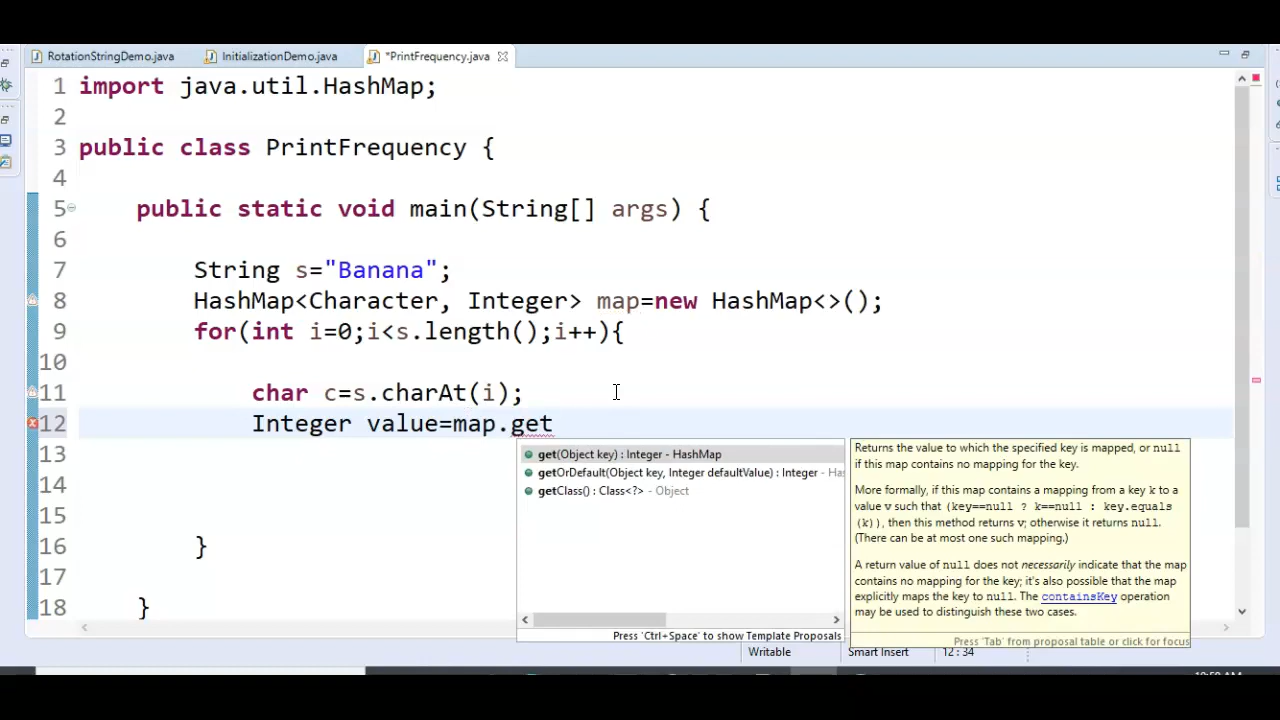 RotationStringDemo.java InitializationDemo.java *PrintFrequency.java
1 import java.util.HashMap;
2
3 public class PrintFrequency {
4
5 public static void main(String[] args) {
6
7 String s="Banana";
8 HashMap<Character, Integer> map=new HashMap<>();
9 for(int i=0;i<s.length();i++){
10
11 char c=s.charAt(i);
12 Integer value=map.get
13
14
15
16 }
17
18 }
get(Object key) : Integer - HashMap
getOrDefault(Object key, Integer defaultValue) : Integer - Has
getClass() : Class<?> - Object
Press 'Ctrl+Space' to show Template Proposals
Returns the value to which the specified key is mapped, or null
if this map contains no mapping for the key.
More formally, if this map contains a mapping from a key k to a
value v such that (key==null ? k==null : key.equals
(k)), then this method returns v; otherwise it returns null.
(There can be at most one such mapping.)
A return value of null does not necessarily indicate that the map
contains no mapping for the key; it's also possible that the map
explicitly maps the key to null. The containsKey operation
may be used to distinguish these two cases.
Press 'Tab' from proposal table or click for focus
Writable Smart Insert 12 : 34